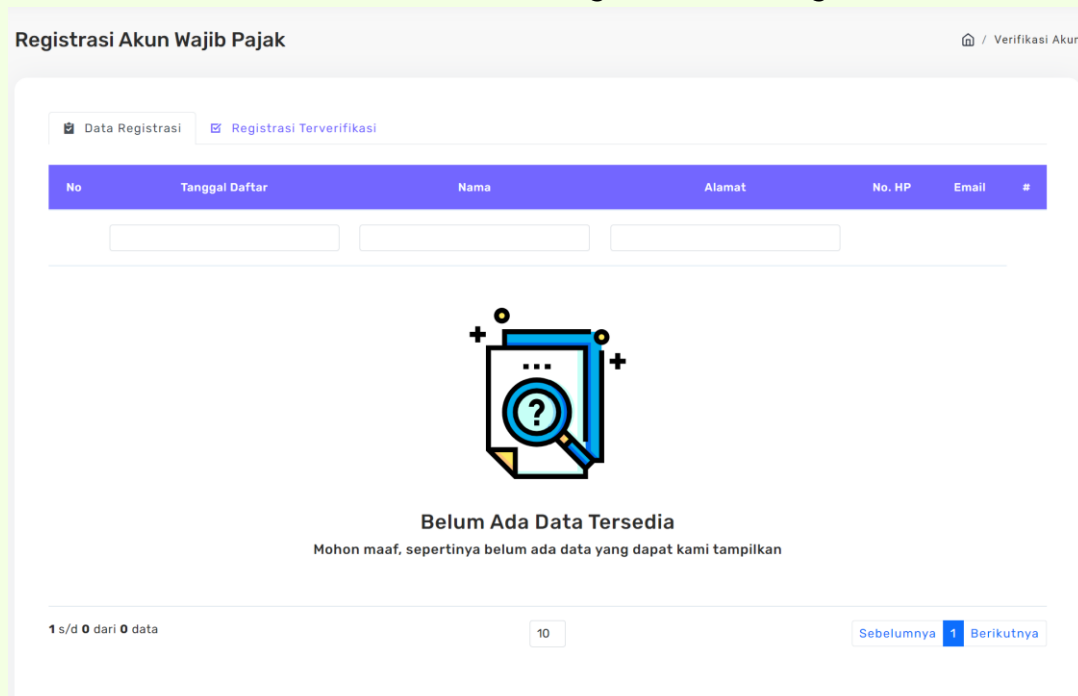 Registrasi Akun Wajib Pajak
/ Verifikasi Akun
Data Registrasi
Registrasi Terverifikasi
No Tanggal Daftar Nama Alamat No. HP Email #
?
Belum Ada Data Tersedia
Mohon maaf, sepertinya belum ada data yang dapat kami tampilkan
1 s/d 0 dari 0 data
10
Sebelumnya 1 Berikutnya